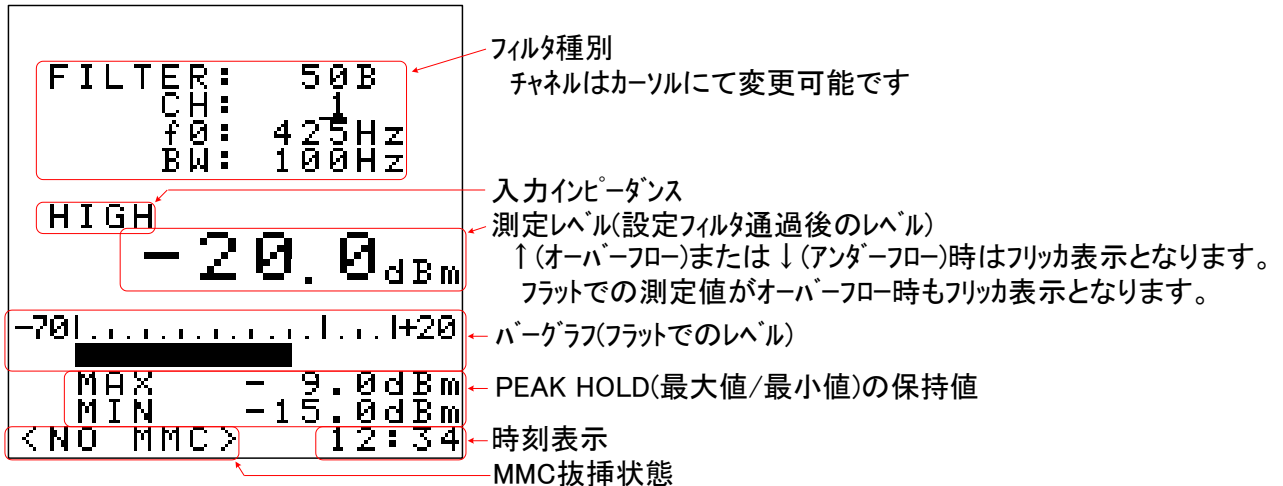 FILTER: 50B
CH: 1
f0: 425Hz
BW: 100Hz
HIGH
-20.0dBm
-70 +20
MAX - 9.0dBm
MIN -15.0dBm
<NO MMC> 12:34
フィルタ種別
チャネルはカーソルにて変更可能です
入力インピーダンス
測定レベル(設定フィルタ通過後のレベル)
↑(オーバーフロー)または↓(アンダーフロー)時はフリッカ表示となります。
フラットでの測定値がオーバーフロー時もフリッカ表示となります。
バーグラフ(フラットでのレベル)
PEAK HOLD(最大値/最小値)の保持値
時刻表示
MMC抜挿状態